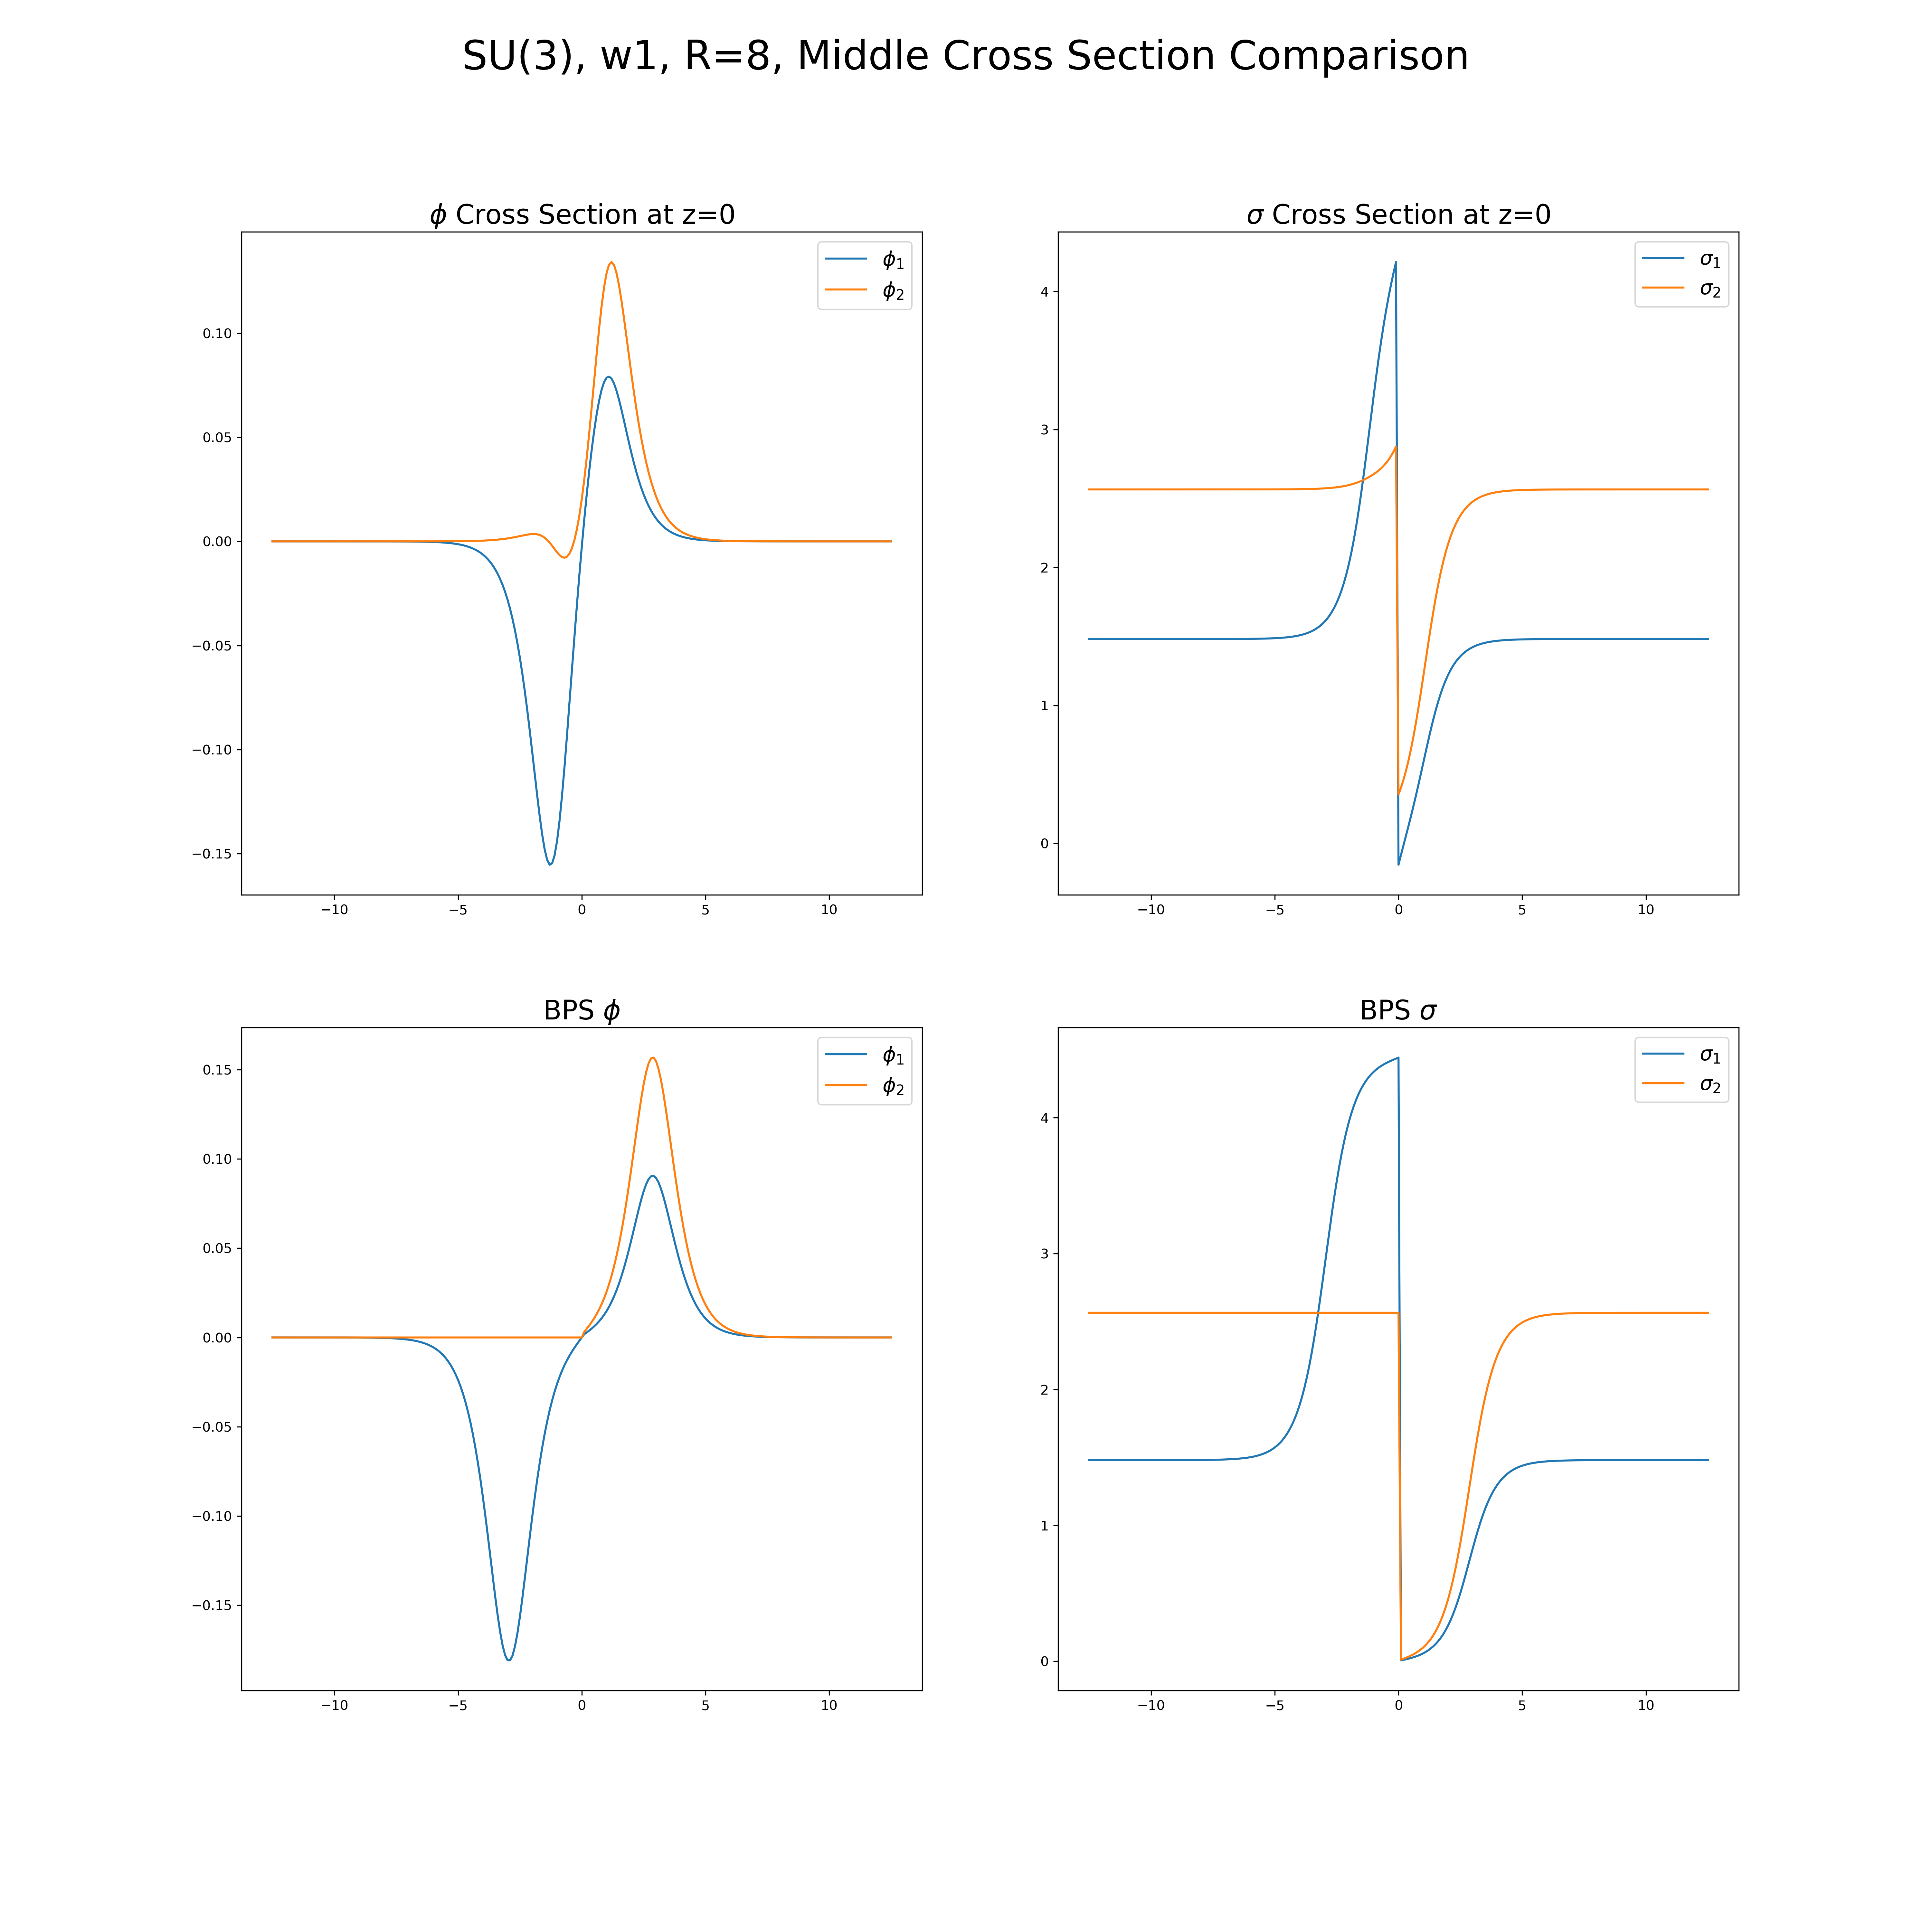 SU(3), w1, R=8, Middle Cross Section Comparison
ϕ Cross Section at z=0
ϕ₁
ϕ₂
0.10
0.05
0.00
−0.05
−0.10
−0.15
−10 −5 0 5 10
σ Cross Section at z=0
σ₁
σ₂
4
3
2
1
0
−10 −5 0 5 10
BPS ϕ
ϕ₁
ϕ₂
0.15
0.10
0.05
0.00
−0.05
−0.10
−0.15
−10 −5 0 5 10
BPS σ
σ₁
σ₂
4
3
2
1
0
−10 −5 0 5 10